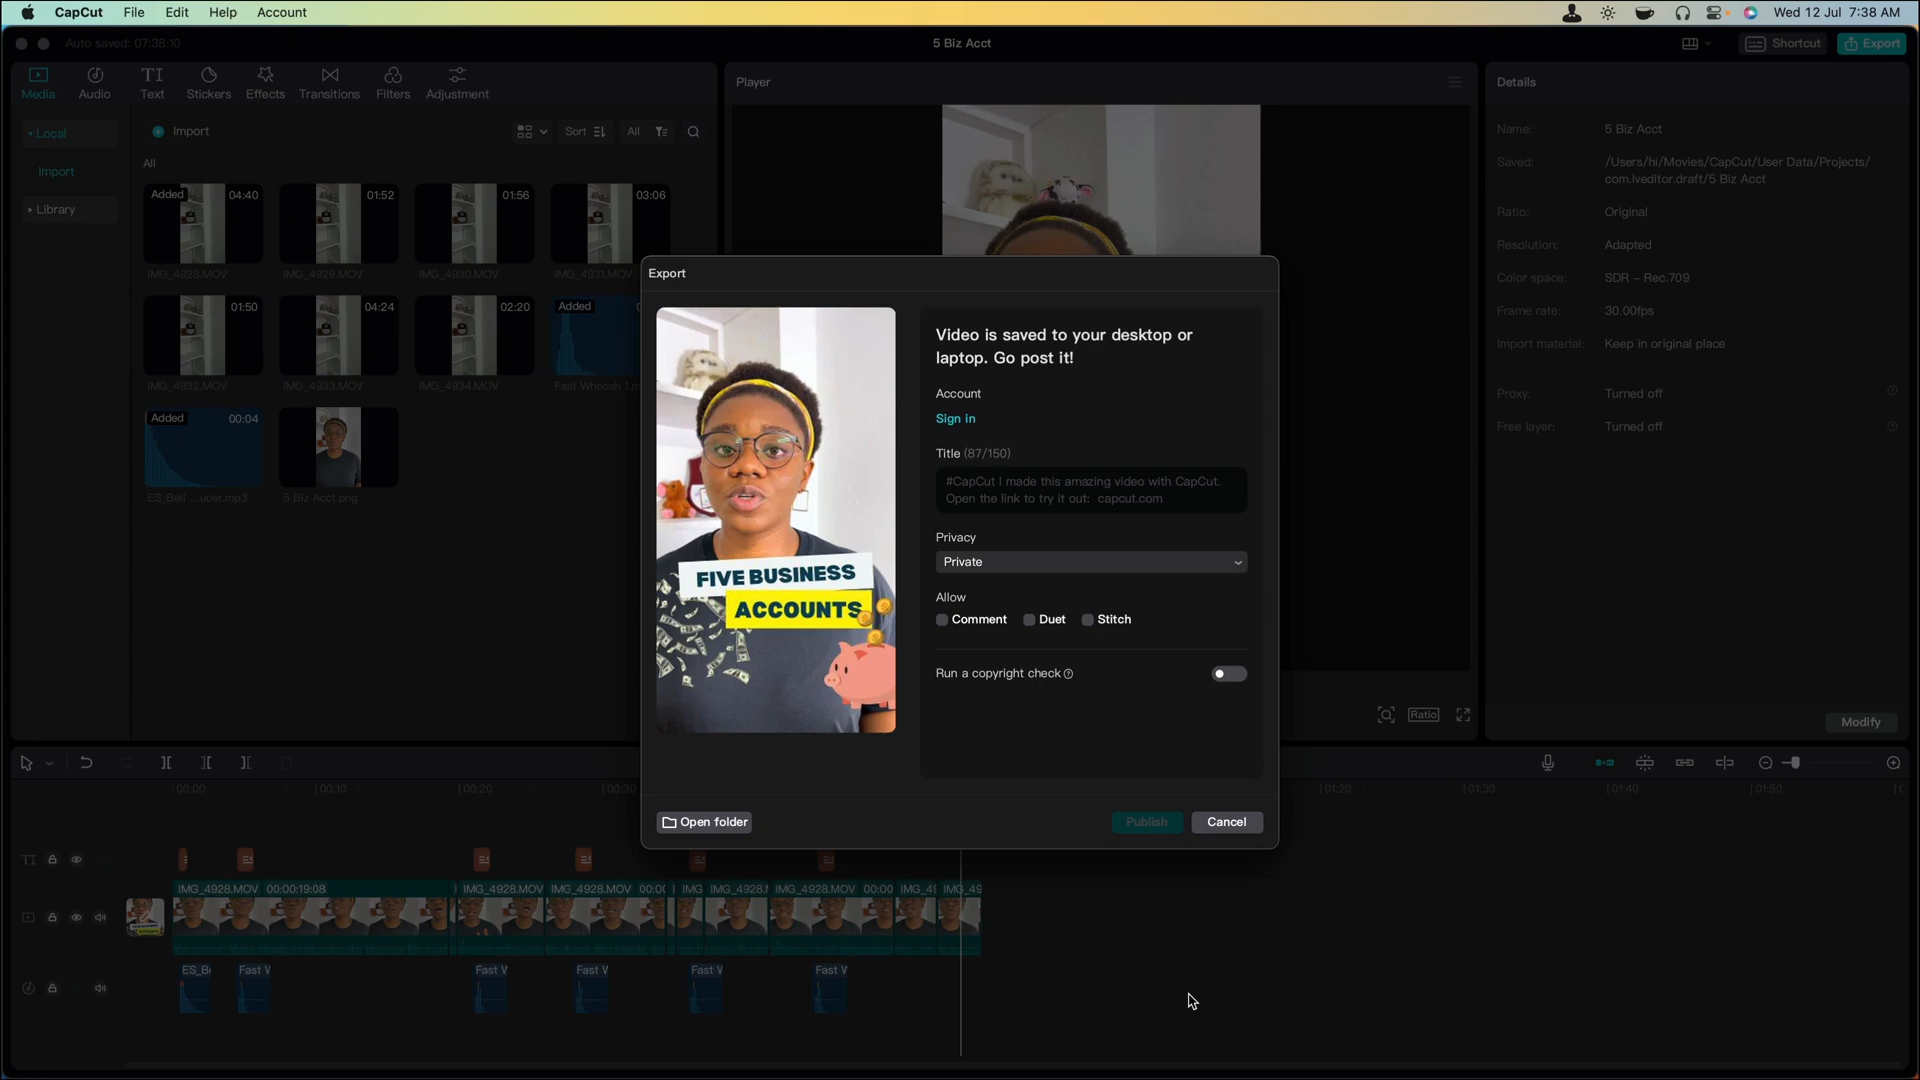 CapCut File Edit Help Account
Wed 12 Jul 7:38 AM
Auto saved: 07:38:10
5 Biz Acct
Shortcut
Export
Media Audio Text Stickers Effects Transitions Filters Adjustment
Local
Import
Library
Import
Sort
All
All
Added 04:40
01:52
01:56
03:06
IMG_4928.MOV
IMG_4929.MOV
IMG_4930.MOV
IMG_4931.MOV
01:50
04:24
02:20
Added
IMG_4932.MOV
IMG_4933.MOV
IMG_4934.MOV
Fast Whoosh 1.m
Added 00:04
ES_Bell ...ucer.mp3
5 Biz Acct.png
Player
Ratio
Details
Name: 5 Biz Acct
Saved: /Users/hi/Movies/CapCut/User Data/Projects/
com.lveditor.draft/5 Biz Acct
Ratio: Original
Resolution: Adapted
Color space: SDR – Rec.709
Frame rate: 30.00fps
Import material: Keep in original place
Proxy: Turned off
Free layer: Turned off
Modify
Export
FIVE BUSINESS
ACCOUNTS
Video is saved to your desktop or
laptop. Go post it!
Account
Sign in
Title (87/150)
#CapCut I made this amazing video with CapCut.
Open the link to try it out: capcut.com
Privacy
Private
Allow
Comment Duet Stitch
Run a copyright check
Open folder
Publish
Cancel
00:00
00:10
00:20
00:30
01:20
01:30
01:40
01:50
IMG_4928.MOV 00:00:19:08
IMG_4928.MOV
IMG_4928.MOV 00:00
IMG
IMG_4928.M
IMG_4928.MOV 00:00
IMG_49
IMG_49
ES_Be
Fast W
Fast W
Fast W
Fast W
Fast W